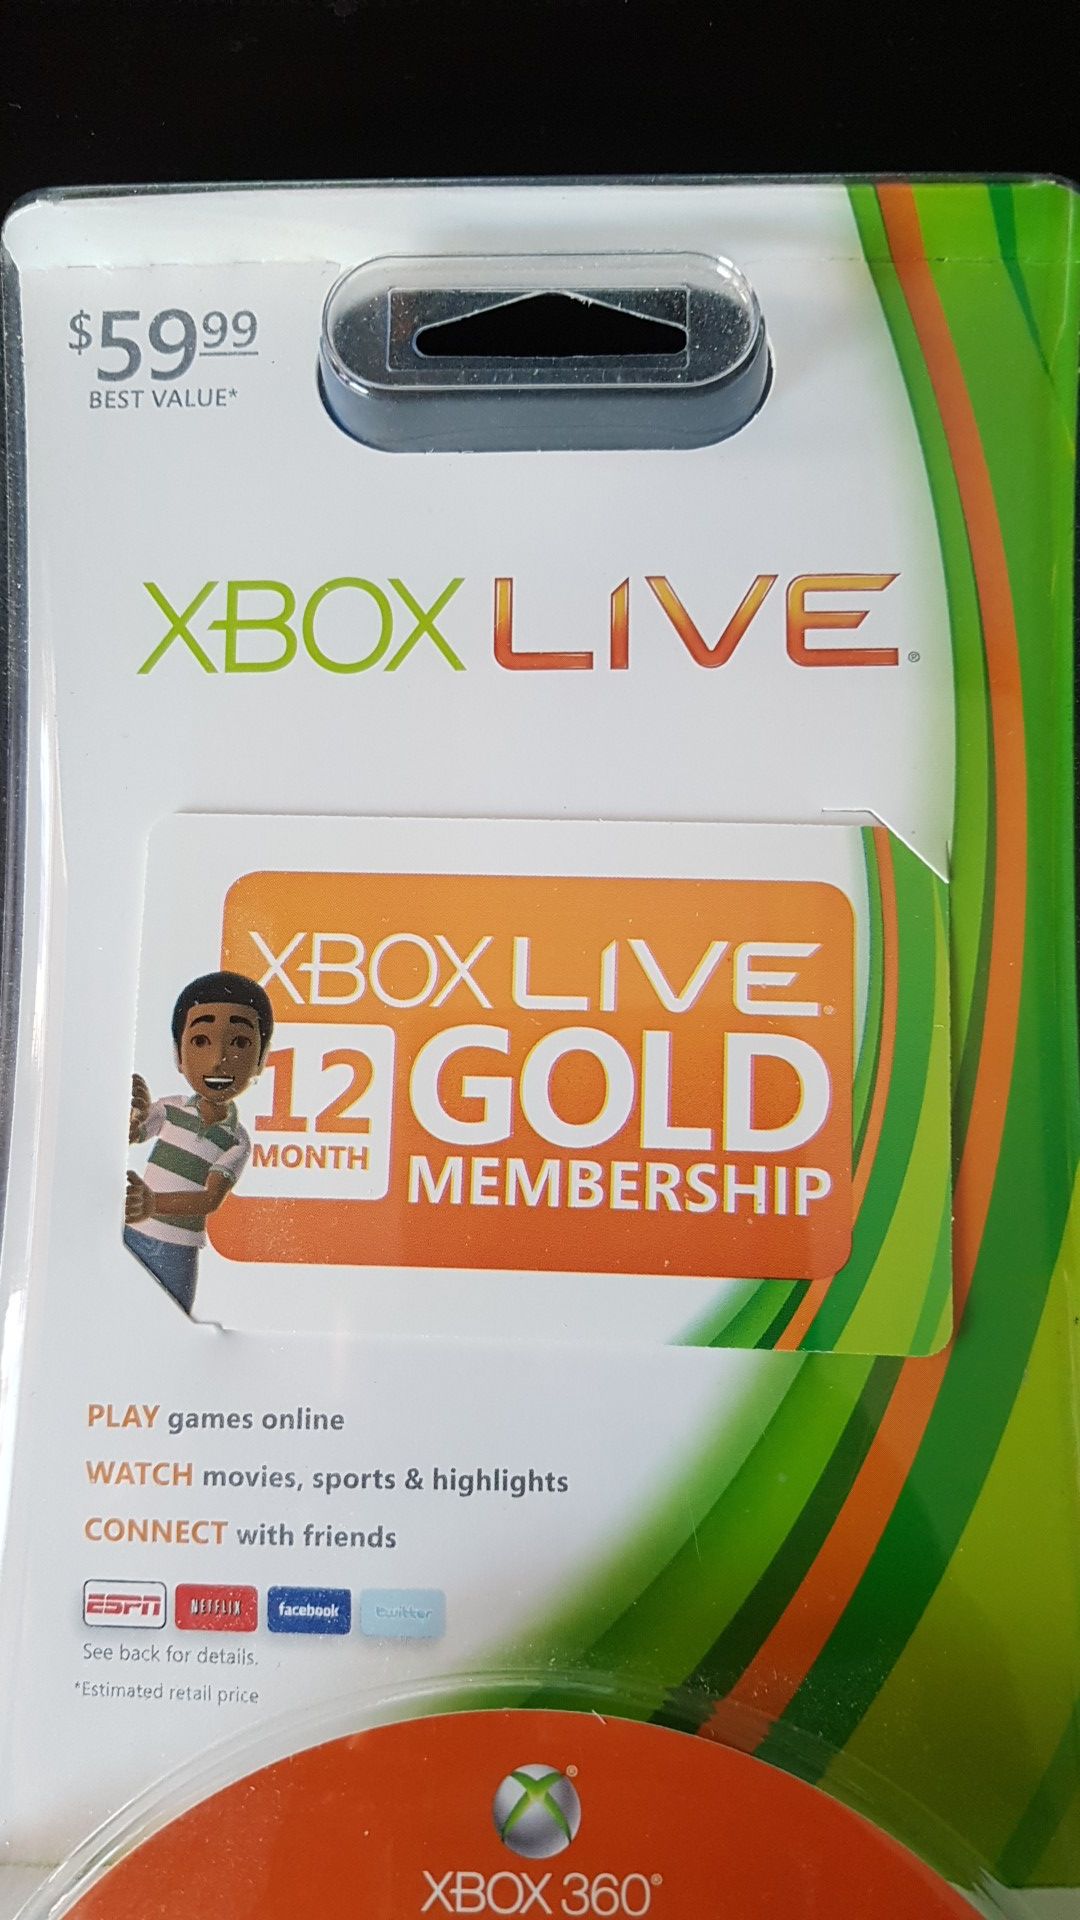 $59.99
BEST VALUE*
XBOX LIVE®
XBOX LIVE®
12 GOLD
MONTH MEMBERSHIP
PLAY games online
WATCH movies, sports & highlights
CONNECT with friends
ESPN NETFLIX facebook twitter
See back for details.
*Estimated retail price
XBOX 360®